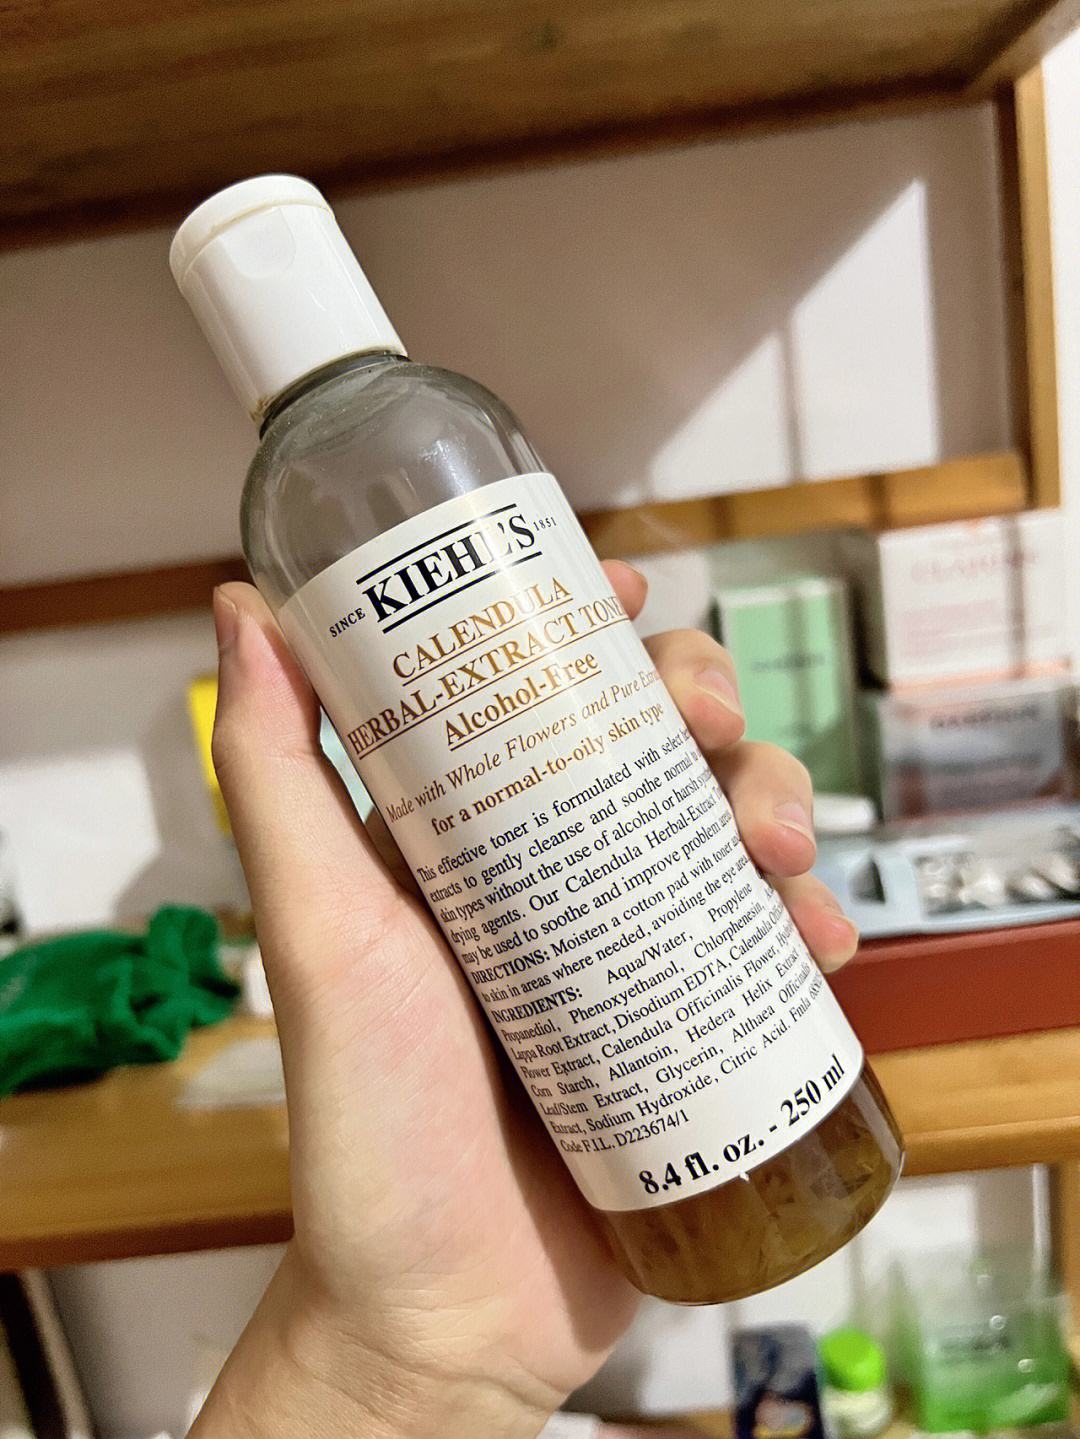 SINCE KIEHL'S 1851
CALENDULA
HERBAL-EXTRACT TONE
Alcohol-Free
Made with Whole Flowers and Pure
for a normal-to-oily skin type
This effective toner is formulated with select
extracts to gently cleanse and soothe normal to
skin types without the use of alcohol or harsh
drying agents. Our Calendula Herbal-Extract
may be used to soothe and improve problem
DIRECTIONS: Moisten a cotton pad with toner
to skin in areas where needed, avoiding the eye area.
INGREDIENTS: Aqua/Water, Propylene
Propanediol, Phenoxyethanol, Chlorphenesin,
Lappa Root Extract, Disodium EDTA, Calendula
Flower Extract, Calendula Officinalis Flower,
Corn Starch, Allantoin, Hedera Helix Extract
Leaf/Stem Extract, Glycerin, Althaea Officinalis
Extract, Sodium Hydroxide, Citric Acid. Fmla
Code F.I.L. D223674/1
8.4 fl. oz. - 250 ml
CLARINS